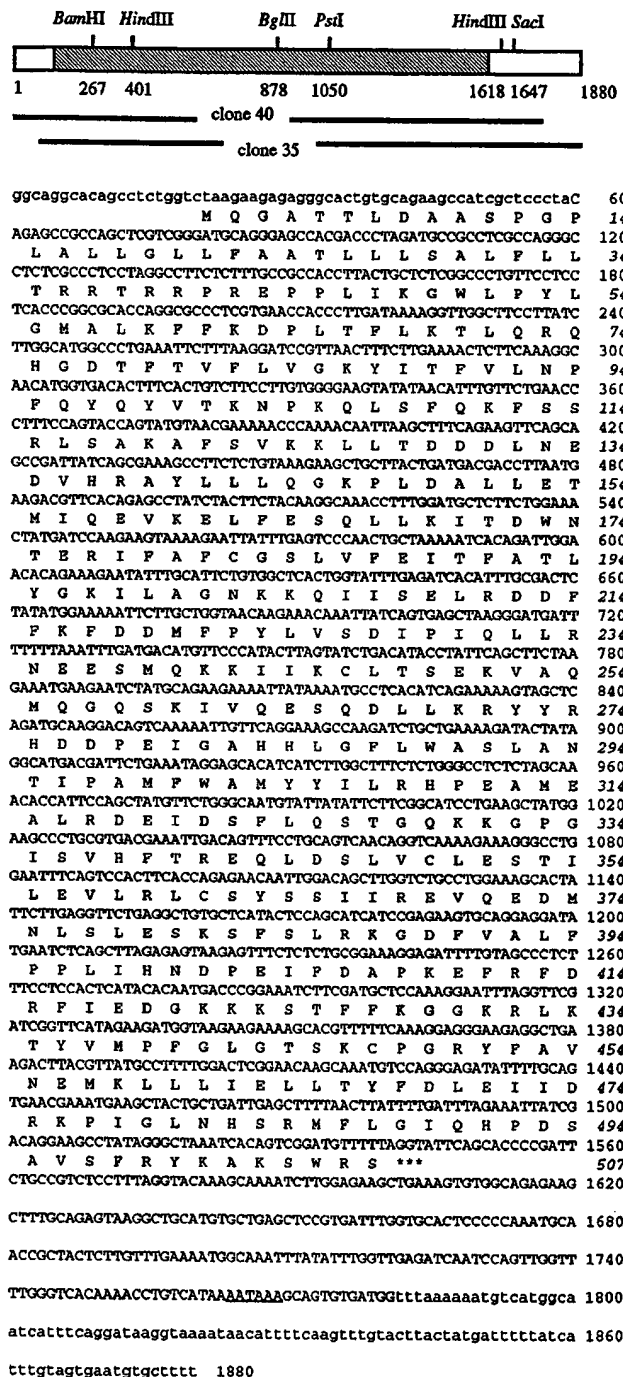 BamHI HindIII BglII PstI HindIII SacI
1 267 401 878 1050 1618 1647 1880
clone 40
clone 35
ggcaggcacagcctctggtctaagaagagagggcactgtgcagaagccatcgctccctaC 60
M Q G A T T L D A A S P G P 14
AGAGCCGCCAGCTCGTCGGGATGCAGGGAGCCACGACCCTAGATGCCGCCTCGCCAGGGC 120
L A L L G L L F A A T L L L S A L F L L 34
CTCTCGCCCTCCTAGGCCTTCTCTTTGCCGCCACCTTACTGCTCTCGGCCCTGTTCCTCC 180
T R R T R R P R E P P L I K G W L P Y L 54
TCACCCGGCGCACCAGGCGCCCTCGTGAACCACCCTTGATAAAAGGTTGGCTTCCTTATC 240
G M A L K F F K D P L T F L K T L Q R Q 74
TTGGCATGGCCCTGAAATTCTTTAAGGATCCGTTAACTTTCTTGAAAACTCTTCAAAGGC 300
H G D T F T V F L V G K Y I T F V L N P 94
AACATGGTGACACTTTCACTGTCTTCCTTGTGGGGAAGTATATAACATTTGTTCTGAACC 360
F Q Y Q Y V T K N P K Q L S F Q K F S S 114
CTTTCCAGTACCAGTATGTAACGAAAAACCCAAAACAATTAAGCTTTCAGAAGTTCAGCA 420
R L S A K A F S V K K L L T D D D L N E 134
GCCGATTATCAGCGAAAGCCTTCTCTGTAAAGAAGCTGCTTACTGATGACGACCTTAATG 480
D V H R A Y L L L Q G K P L D A L L E T 154
AAGACGTTCACAGAGCCTATCTACTTCTACAAGGCAAACCTTTGGATGCTCTTCTGGAAA 540
M I Q E V K E L F E S Q L L K I T D W N 174
CTATGATCCAAGAAGTAAAAGAATTATTTGAGTCCCAACTGCTAAAAATCACAGATTGGA 600
T E R I F A F C G S L V F E I T F A T L 194
ACACAGAAAGAATATTTGCATTCTGTGGCTCACTGGTATTTGAGATCACATTTGCGACTC 660
Y G K I L A G N K K Q I I S E L R D D F 214
TATATGGAAAAATTCTTGCTGGTAACAAGAAACAAATTATCAGTGAGCTAAGGGATGATT 720
F K F D D M F P Y L V S D I P I Q L L R 234
TTTTTAAATTTGATGACATGTTCCCATACTTAGTATCTGACATACCTATTCAGCTTCTAA 780
N E E S M Q K K I I K C L T S E K V A Q 254
GAAATGAAGAATCTATGCAGAAGAAAATTATAAAATGCCTCACATCAGAAAAAGTAGCTC 840
M Q G Q S K I V Q E S Q D L L K R Y Y R 274
AGATGCAAGGACAGTCAAAAATTGTTCAGGAAAGCCAAGATCTGCTGAAAAGATACTATA 900
H D D P E I G A H H L G F L W A S L A N 294
GGCATGACGATTCTGAAATAGGAGCACATCATCTTGGCTTTCTCTGGGCCTCTCTAGCAA 960
T I P A M F W A M Y Y I L R H P E A M E 314
ACACCATTCCAGCTATGTTCTGGGCAATGTATTATATTCTTCGGCATCCTGAAGCTATGG 1020
A L R D E I D S F L Q S T G Q K K G P G 334
AAGCCCTGCGTGACGAAATTGACAGTTTCCTGCAGTCAACAGGTCAAAAGAAAGGGCCTG 1080
I S V H F T R E Q L D S L V C L E S T I 354
GAATTTCAGTCCACTTCACCAGAGAACAATTGGACAGCTTGGTCTGCCTGGAAAGCACTA 1140
L E V L R L C S Y S S I I R E V Q E D M 374
TTCTTGAGGTTCTGAGGCTGTGCTCATACTCCAGCATCATCCGAGAAGTGCAGGAGGATA 1200
N L S L E S K S F S L R K G D F V A L F 394
TGAATCTCAGCTTAGAGAGTAAGAGTTTCTCTCTGCGGAAAGGAGATTTTGTAGCCCTCT 1260
P P L I H N D P E I F D A P K E F R F D 414
TTCCTCCACTCATACACAATGACCCGGAAATCTTCGATGCTCCAAAGGAATTTAGGTTCG 1320
R F I E D G K K K S T F F K G G K R L K 434
ATCGGTTCATAGAAGATGGTAAGAAGAAAAGCACGTTTTTCAAAGGAGGGAAGAGGCTGA 1380
T Y V M P F G L G T S K C P G R Y F A V 454
AGACTTACGTTATGCCTTTTGGACTCGGAACAAGCAAATGTCCAGGGAGATATTTTGCAG 1440
N E M K L L L I E L L T Y F D L E I I D 474
TGAACGAAATGAAGCTACTGCTGATTGAGCTTTTAACTTATTTTGATTTAGAAATTATCG 1500
R K P I G L N H S R M F L G I Q H P D S 494
ACAGGAAGCCTATAGGGCTAAATCACAGTCGGATGTTTTTAGGTATTCAGCACCCCGATT 1560
A V S F R Y K A K S W R S *** 507
CTGCCGTCTCCTTTAGGTACAAAGCAAAATCTTGGAGAAGCTGAAAGTGTGGCAGAGAAG 1620
CTTTGCAGAGTAAGGCTGCATGTGCTGAGCTCCGTGATTTGGTGCACTCCCCCAAATGCA 1680
ACCGCTACTCTTGTTTGAAAATGGCAAATTTATATTTGGTTGAGATCAATCCAGTTGGTT 1740
TTGGGTCACAAAACCTGTCATAAAATAAAGCAGTGTGATGGtttaaaaaatgtcatggca 1800
atcatttcaggataaggtaaaataacattttcaagtttgtacttactatgatttttatca 1860
tttgtagtgaatgtgctttt 1880